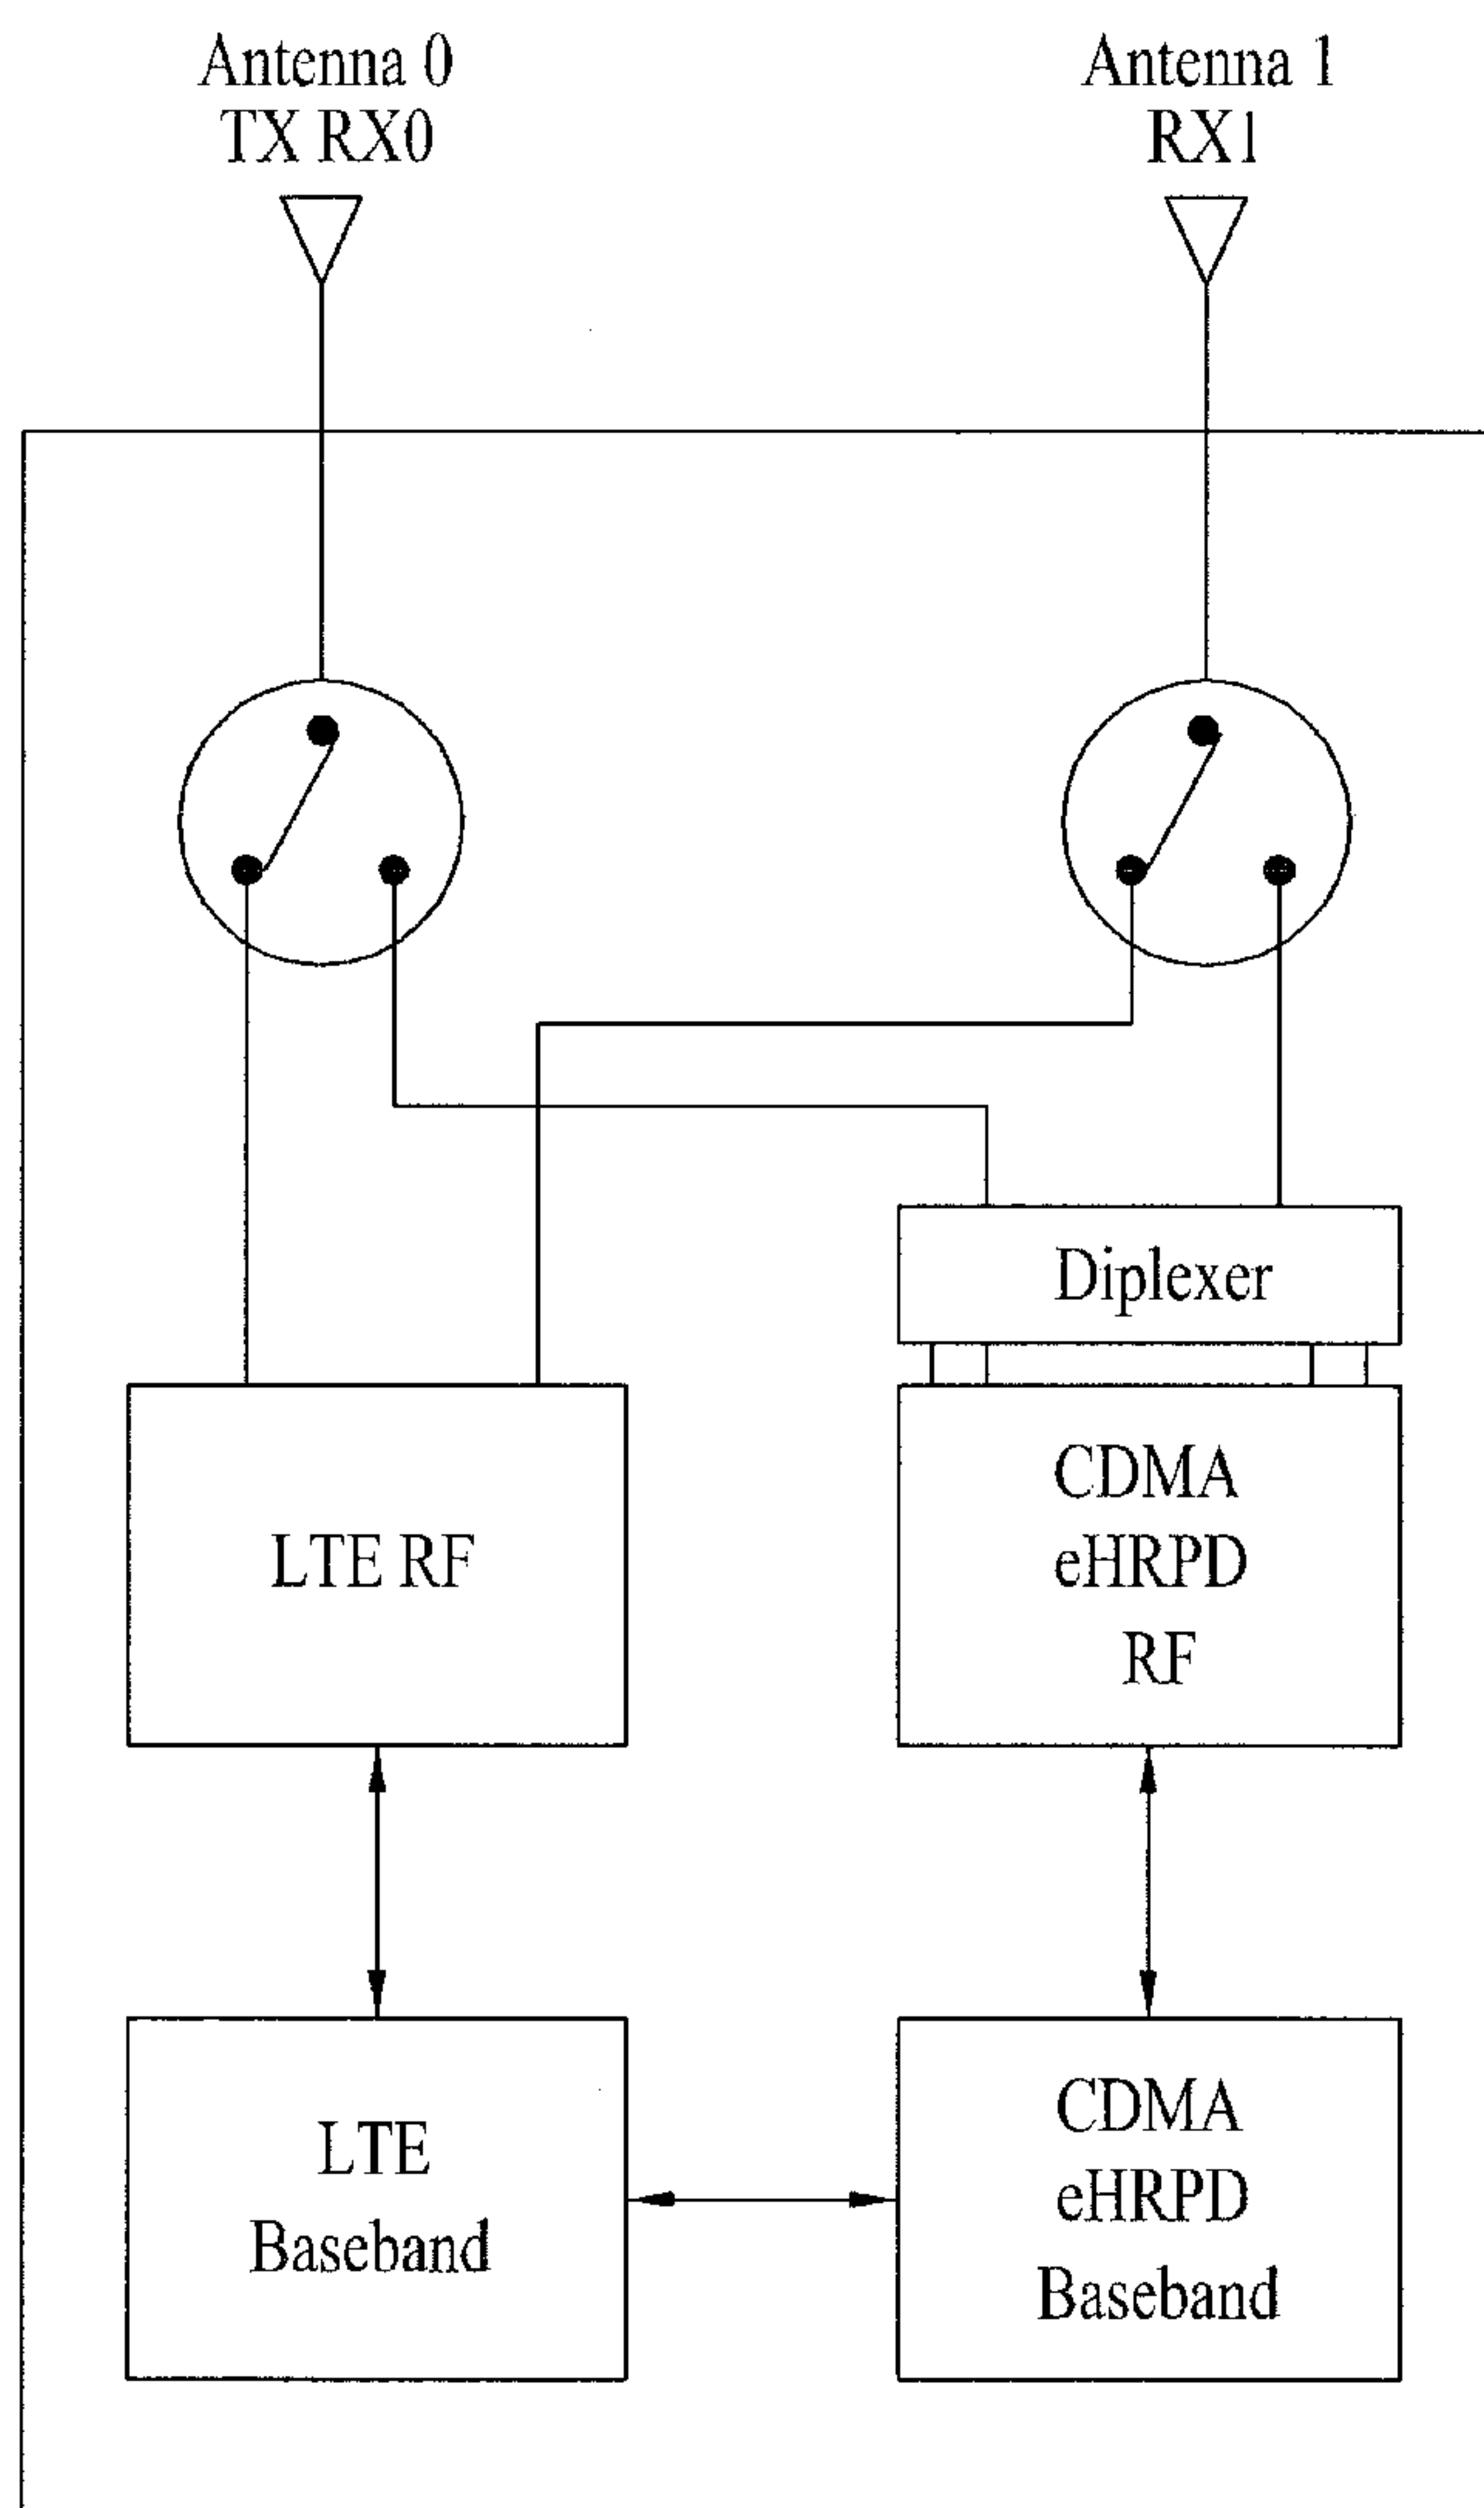 Antenna 0
TX RX0
Antenna 1
RX1
Diplexer
LTE RF
CDMA
eHRPD
RF
LTE
Baseband
CDMA
eHRPD
Baseband